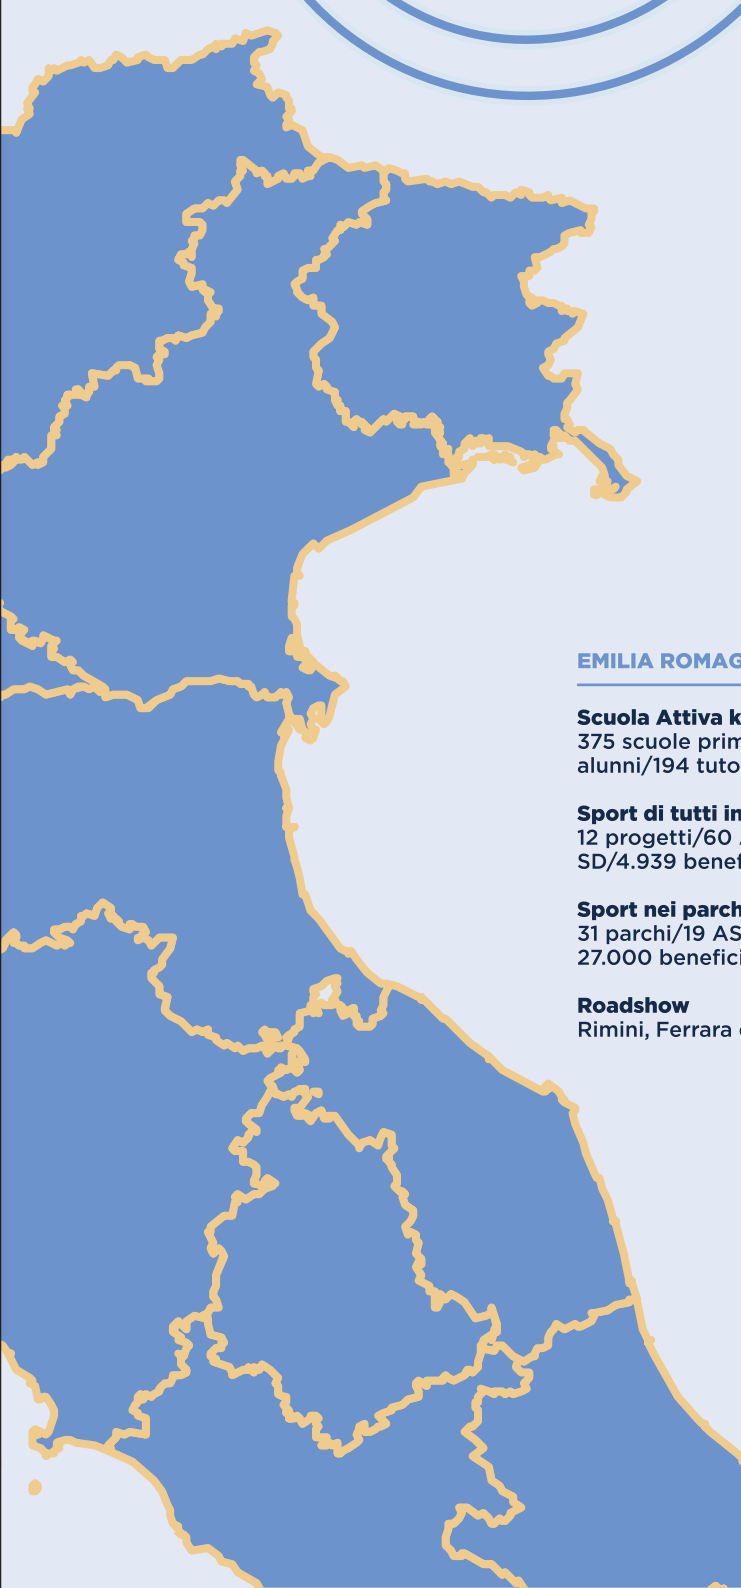 EMILIA ROMAG
Scuola Attiva k
375 scuole prim
alunni/194 tuto
Sport di tutti in
12 progetti/60
SD/4.939 benef
Sport nei parch
31 parchi/19 AS
27.000 benefici
Roadshow
Rimini, Ferrara